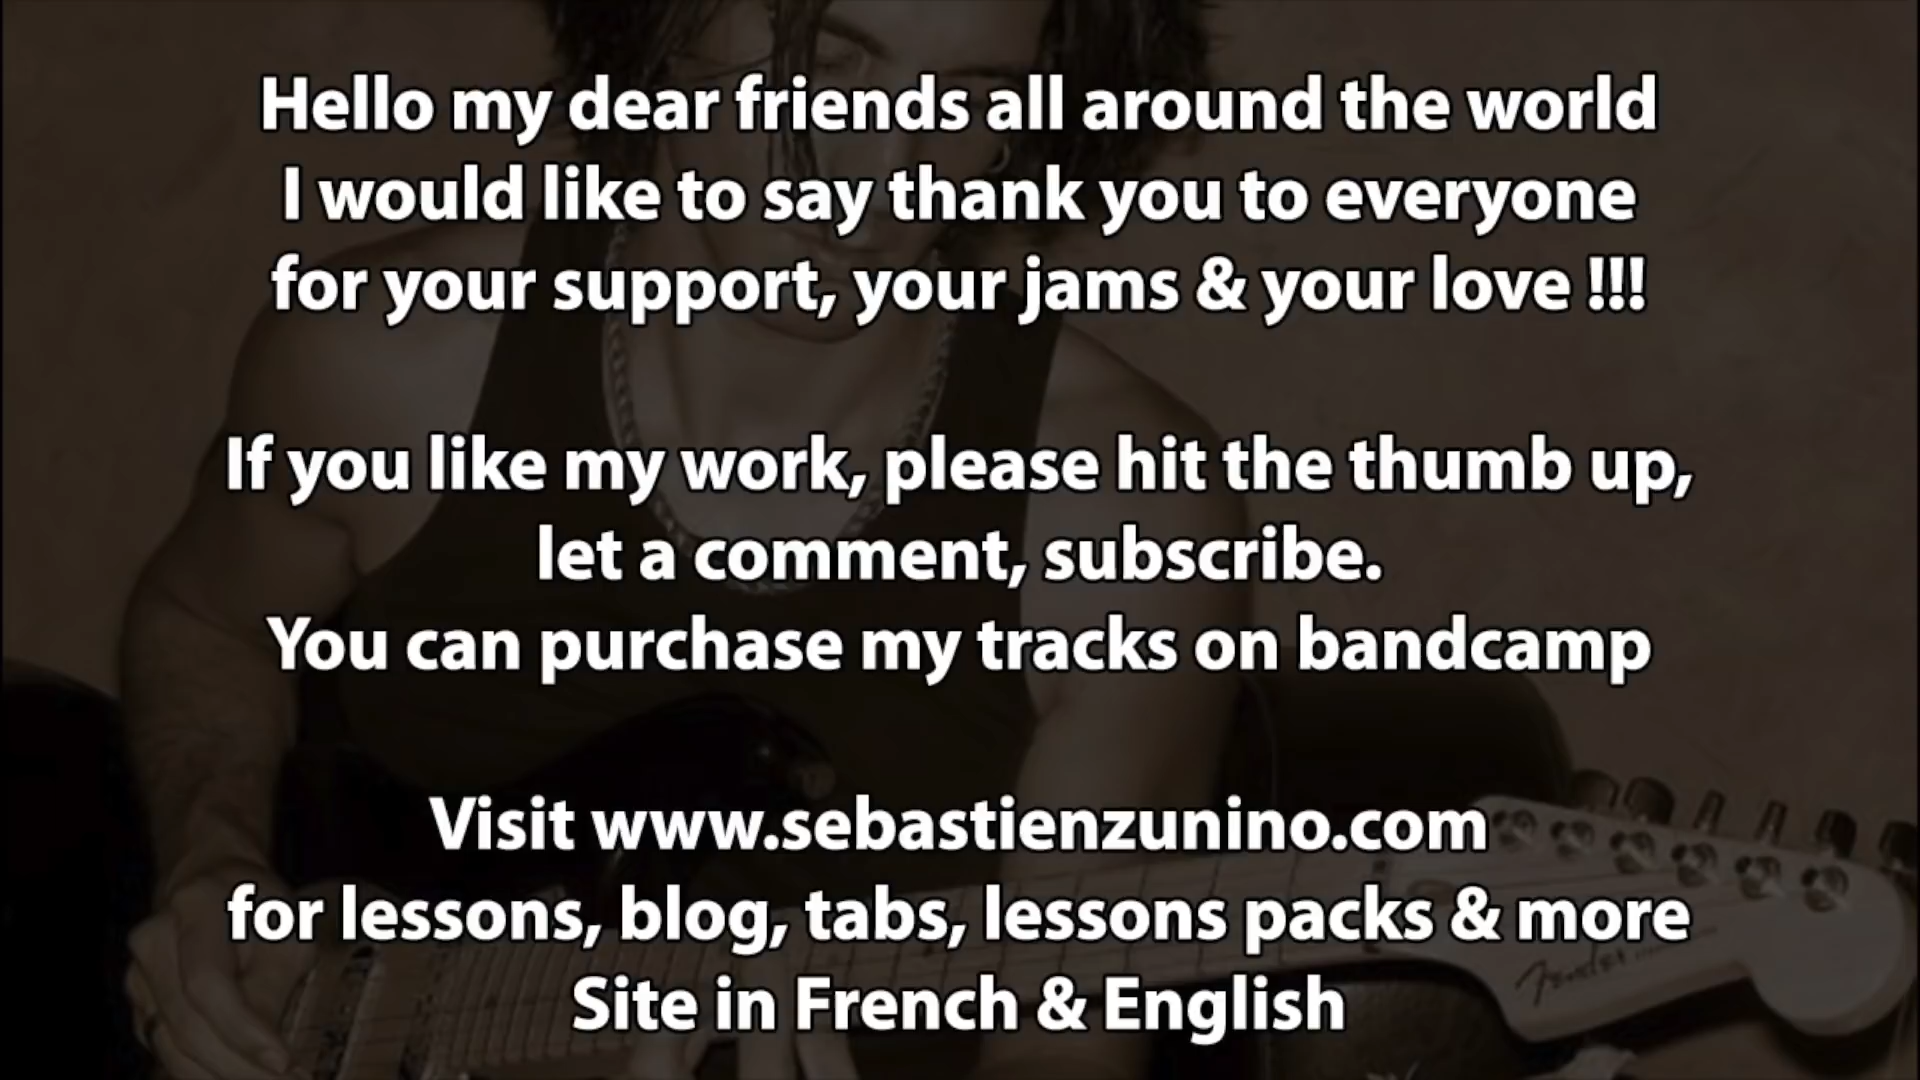 Hello my dear friends all around the world
I would like to say thank you to everyone
for your support, your jams & your love !!!
If you like my work, please hit the thumb up,
let a comment, subscribe.
You can purchase my tracks on bandcamp
Visit www.sebastienzunino.com
for lessons, blog, tabs, lessons packs & more
Site in French & English
Fender